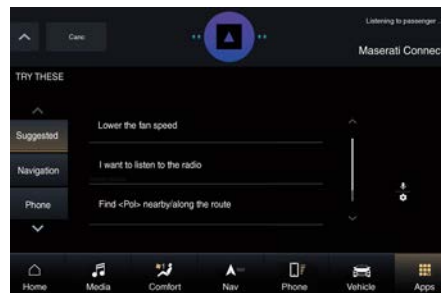 Listening to passenger ...
Canc
Maserati Connec
TRY THESE
Suggested
Lower the fan speed
Navigation
I want to listen to the radio
Phone
Find <PoI> nearby/along the route
Home
Media
Comfort
Nav
Phone
Vehicle
Apps